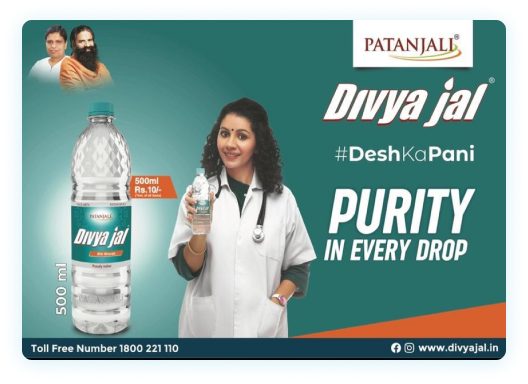 PATANJALI®
Divya jal®
#DeshKaPani
PURITY
IN EVERY DROP
500ml
Rs.10/-
PATANJALI
Divya jal
500 ml
Toll Free Number 1800 221 110
www.divyajal.in